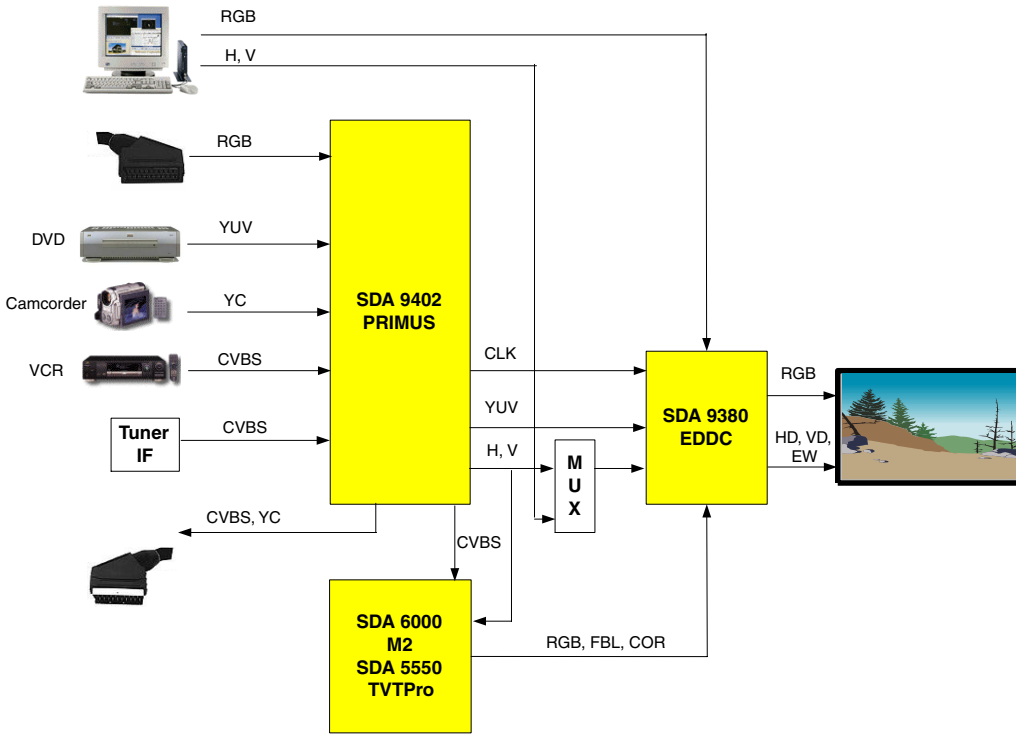 RGB
H, V
RGB
DVD
YUV
Camcorder
YC
VCR
CVBS
Tuner
IF
CVBS
CVBS, YC
SDA 9402
PRIMUS
CLK
YUV
H, V
CVBS
M
U
X
SDA 9380
EDDC
RGB
HD, VD,
EW
SDA 6000
M2
SDA 5550
TVTPro
RGB, FBL, COR